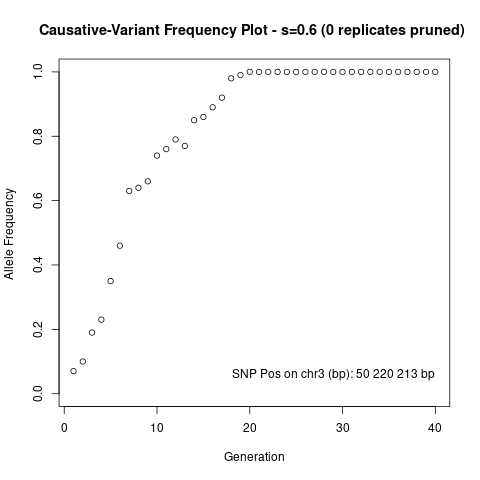 Causative-Variant Frequency Plot - s=0.6 (0 replicates pruned)
Allele Frequency
1.0
0.8
0.6
0.4
0.2
0.0
SNP Pos on chr3 (bp): 50 220 213 bp
0 10 20 30 40
Generation